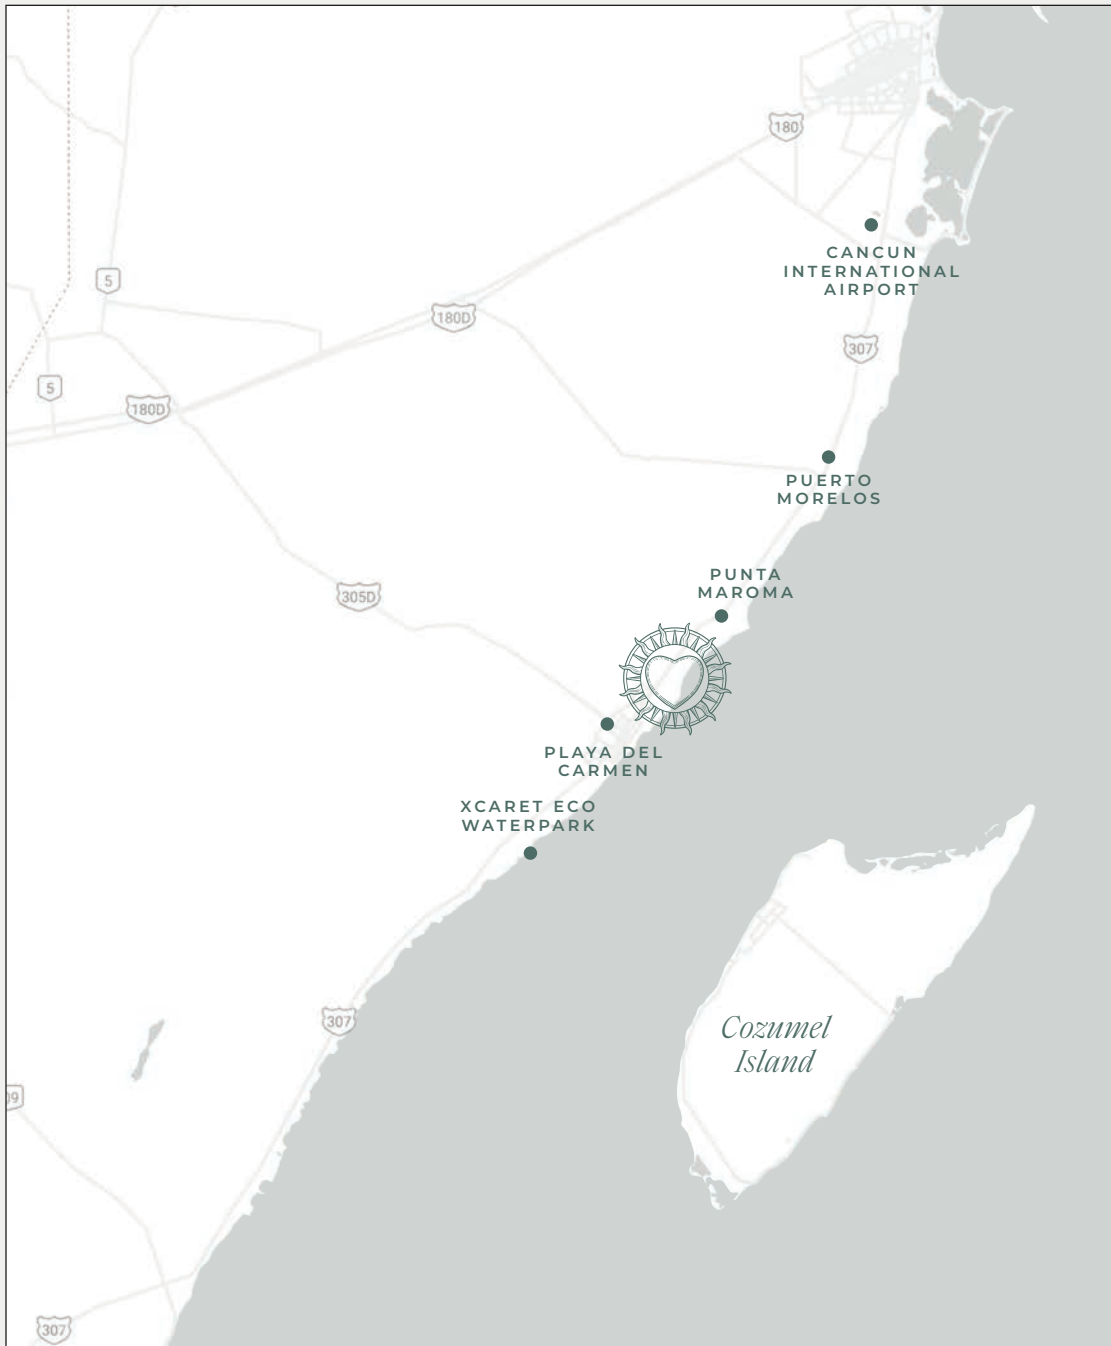 180
CANCUN
INTERNATIONAL
AIRPORT
5
180D
307
5
180D
PUERTO
MORELOS
PUNTA
MAROMA
305D
PLAYA DEL
CARMEN
XCARET ECO
WATERPARK
Cozumel
Island
307
09
307